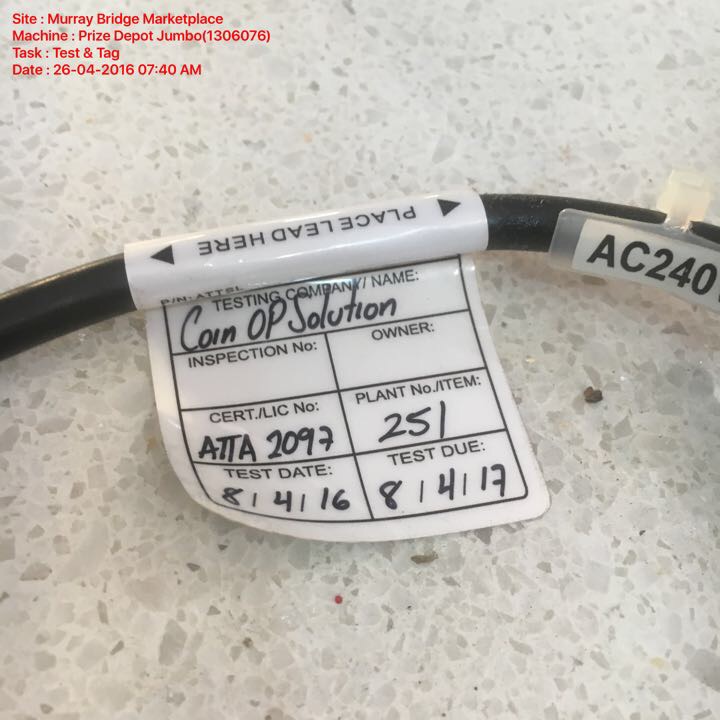 Site : Murray Bridge Marketplace
Machine : Prize Depot Jumbo(1306076)
Task : Test & Tag
Date : 26-04-2016 07:40 AM
PLACE LEAD HERE
AC240
P/N: ATTSL
TESTING COMPANY/ NAME:
Coin OP Solution
INSPECTION No:
OWNER:
CERT./LIC No:
PLANT No./ITEM:
ATTA 2097
251
TEST DATE:
TEST DUE:
8/4/16
8/4/17